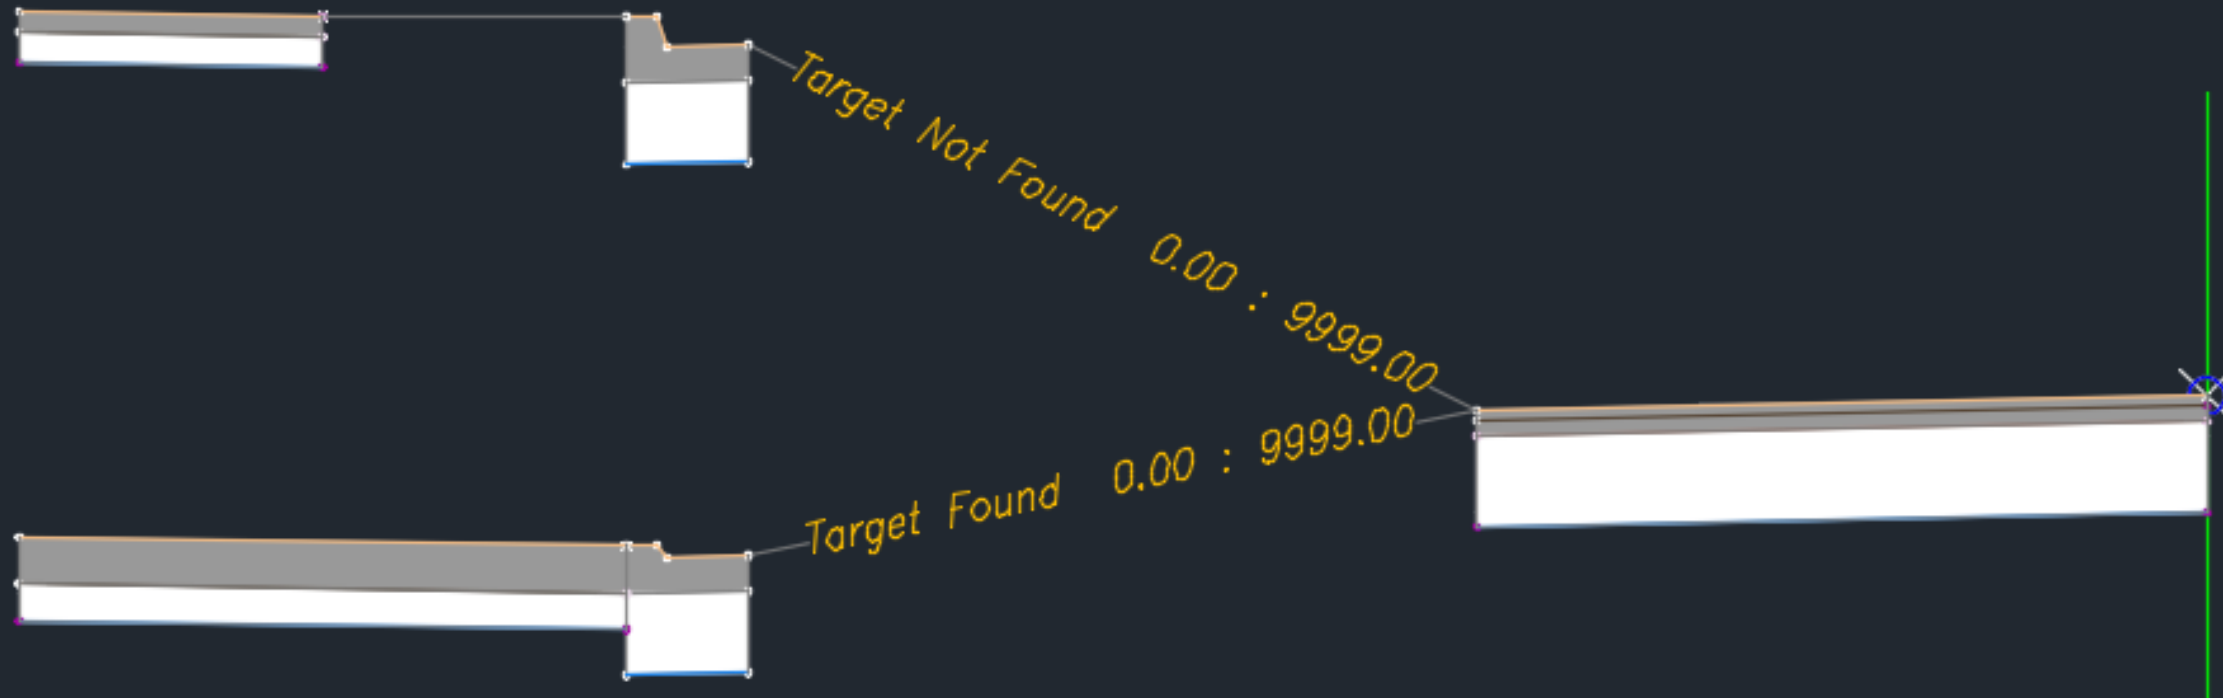 Target Not Found 0.00 : 9999.00
Target Found 0.00 : 9999.00